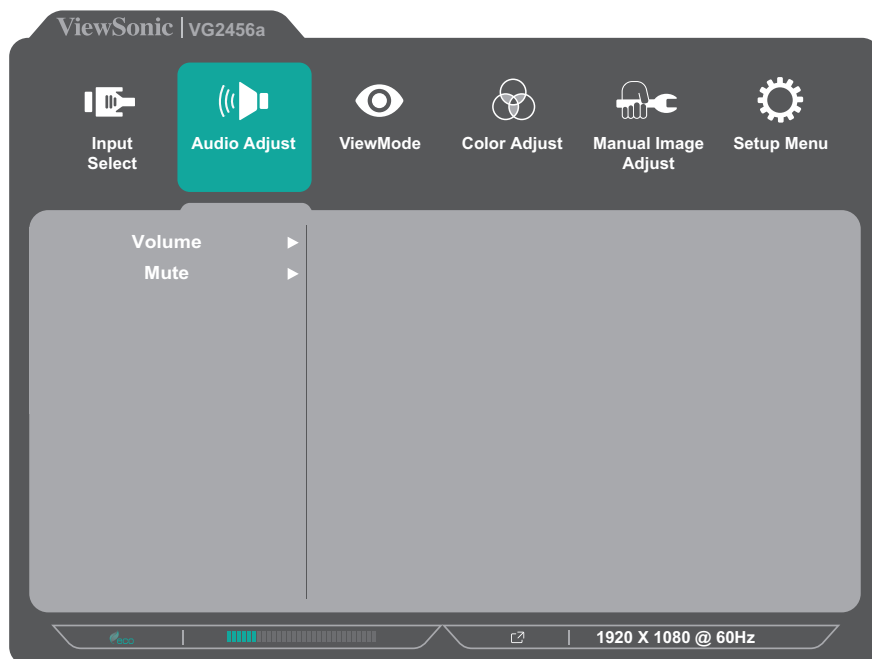 ViewSonic | VG2456a
Input
Select
Audio Adjust
ViewMode
Color Adjust
Manual Image
Adjust
Setup Menu
Volume
Mute
eco
1920 X 1080 @ 60Hz